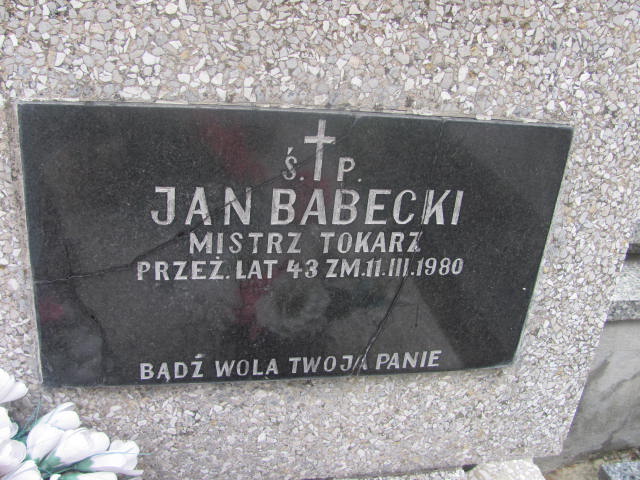 Ś. P.
JAN BABECKI
MISTRZ TOKARZ
PRZEŻ. LAT 43 ZM. 11.III.1980
BĄDŹ WOLA TWOJA PANIE